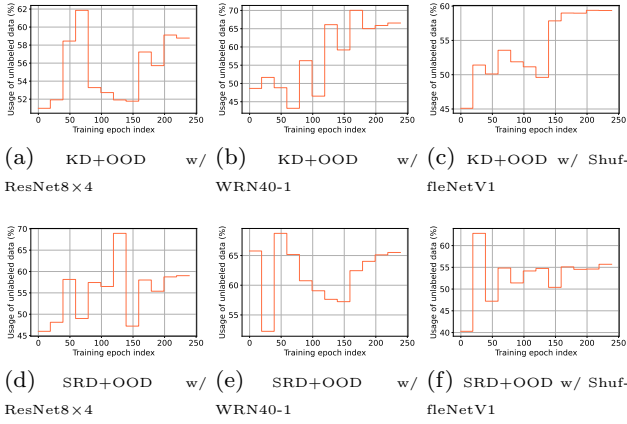 Usage of unlabeled data (%)
62
60
58
56
54
52
0 50 100 150 200 250
Training epoch index
Usage of unlabeled data (%)
70
65
60
55
50
45
0 50 100 150 200 250
Training epoch index
Usage of unlabeled data (%)
60
55
50
45
0 50 100 150 200 250
Training epoch index
(a) KD+OOD w/
ResNet8×4
(b) KD+OOD w/
WRN40-1
(c) KD+OOD w/ Shuf-
fleNetV1
Usage of unlabeled data (%)
70
65
60
55
50
45
0 50 100 150 200 250
Training epoch index
Usage of unlabeled data (%)
65
60
55
0 50 100 150 200 250
Training epoch index
Usage of unlabeled data (%)
60
55
50
45
40
0 50 100 150 200 250
Training epoch index
(d) SRD+OOD w/
ResNet8×4
(e) SRD+OOD w/
WRN40-1
(f) SRD+OOD w/ Shuf-
fleNetV1